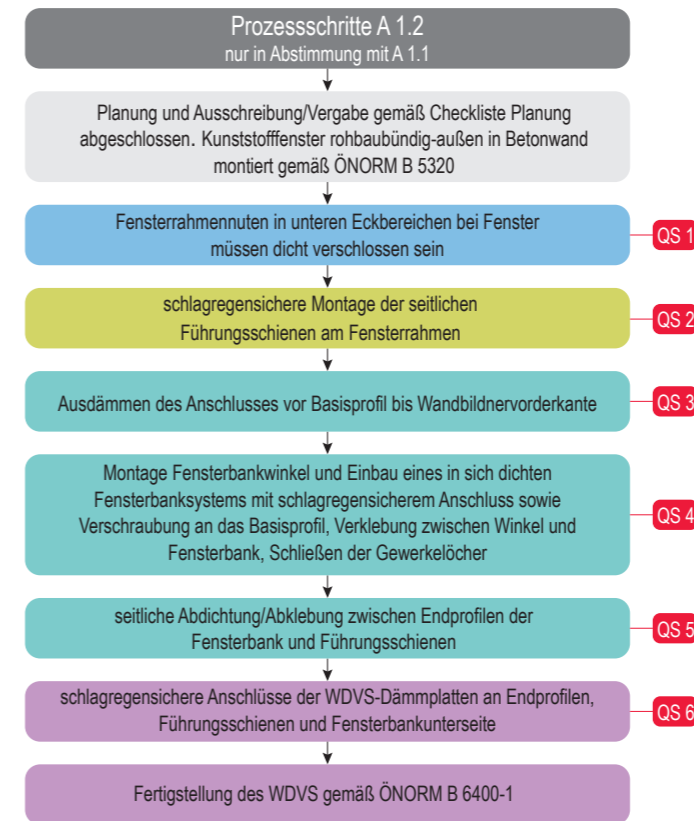 Prozessschritte A 1.2
nur in Abstimmung mit A 1.1
Planung und Ausschreibung/Vergabe gemäß Checkliste Planung
abgeschlossen. Kunststofffenster rohbaubündig-außen in Betonwand
montiert gemäß ÖNORM B 5320
Fensterrahmennuten in unteren Eckbereichen bei Fenster
müssen dicht verschlossen sein
QS 1
schlagregensichere Montage der seitlichen
Führungsschienen am Fensterrahmen
QS 2
Ausdämmen des Anschlusses vor Basisprofil bis Wandbildnervorderkante
QS 3
Montage Fensterbankwinkel und Einbau eines in sich dichten
Fensterbanksystems mit schlagregensicherem Anschluss sowie
Verschraubung an das Basisprofil, Verklebung zwischen Winkel und
Fensterbank, Schließen der Gewerkelöcher
QS 4
seitliche Abdichtung/Abklebung zwischen Endprofilen der
Fensterbank und Führungsschienen
QS 5
schlagregensichere Anschlüsse der WDVS-Dämmplatten an Endprofilen,
Führungsschienen und Fensterbankunterseite
QS 6
Fertigstellung des WDVS gemäß ÖNORM B 6400-1